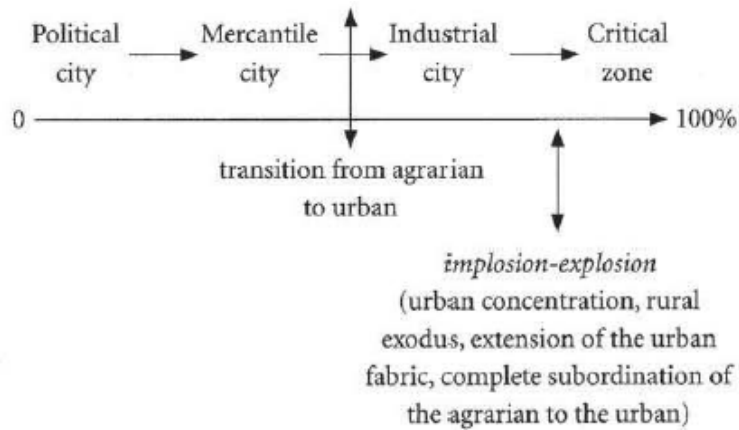 Political Mercantile Industrial Critical
city city city zone
0 100%
transition from agrarian
to urban
implosion-explosion
(urban concentration, rural
exodus, extension of the urban
fabric, complete subordination of
the agrarian to the urban)